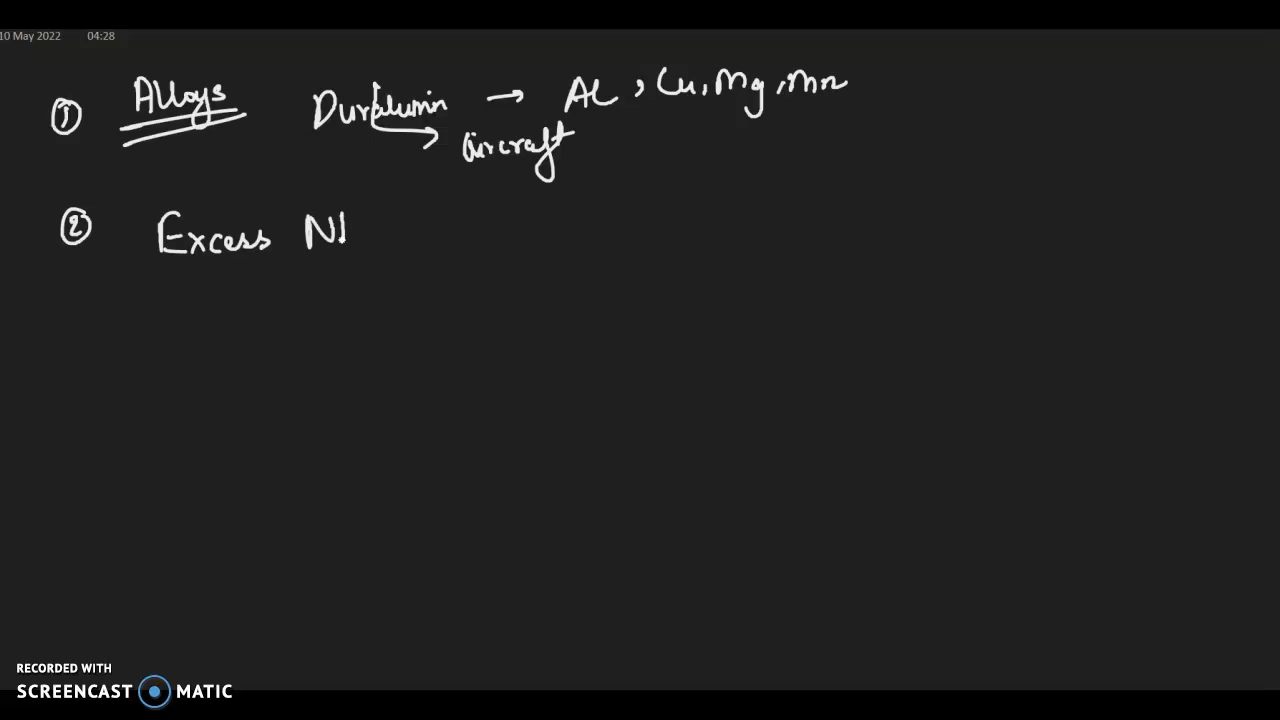 10 May 2022 04:28
① Alloys Duralumin → Al, Cu, Mg, Mn
aircraft
② Excess
RECORDED WITH
SCREENCAST MATIC